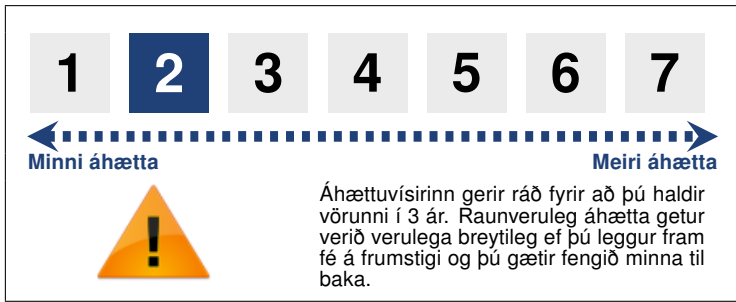 1 2 3 4 5 6 7
Minni áhætta Meiri áhætta
Áhættuvísirinn gerir ráð fyrir að þú haldir
vörunni í 3 ár. Raunveruleg áhætta getur
verið verulega breytileg ef þú leggur fram
fé á frumstigi og þú gætir fengið minna til
baka.